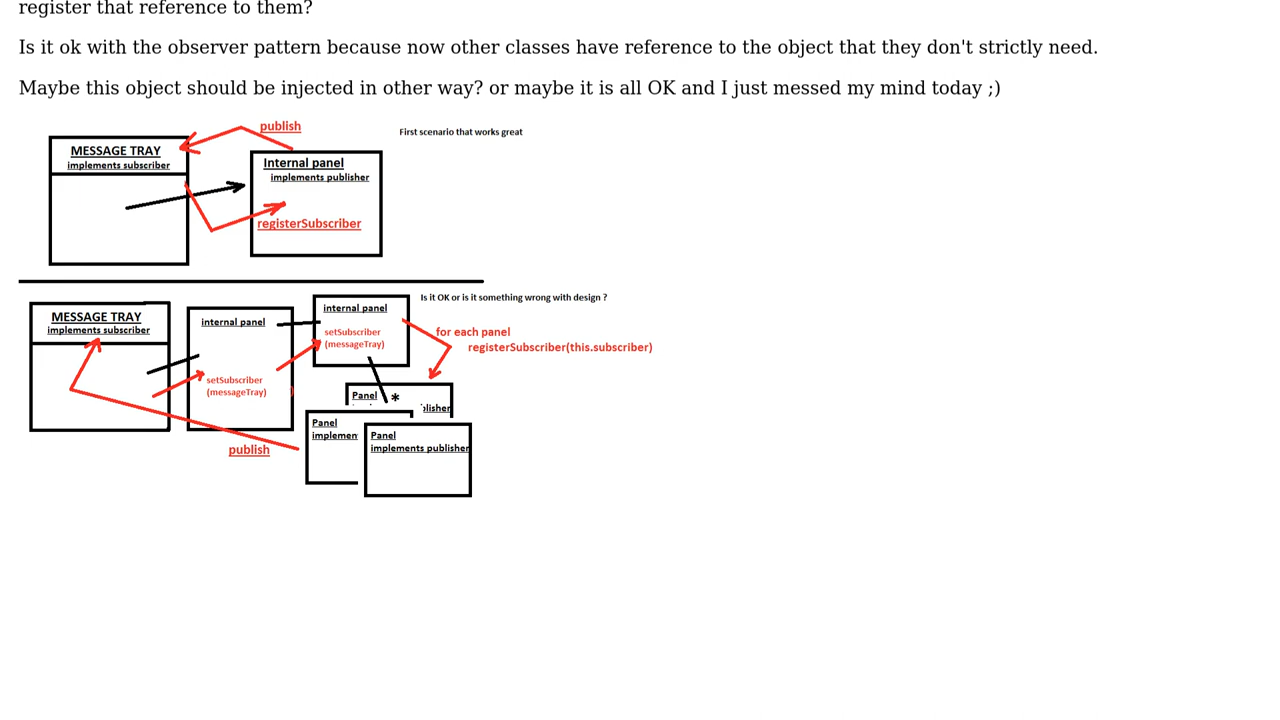 register that reference to them?
Is it ok with the observer pattern because now other classes have reference to the object that they don't strictly need.
Maybe this object should be injected in other way? or maybe it is all OK and I just messed my mind today ;)
publish
First scenario that works great
MESSAGE TRAY
implements subscriber
Internal panel
implements publisher
registerSubscriber
Is it OK or is it something wrong with design ?
MESSAGE TRAY
implements subscriber
internal panel
internal panel
setSubscriber
(messageTray)
for each panel
registerSubscriber(this.subscriber)
setSubscriber
(messageTray)
Panel
*
Panel
Panel
implements publisher
publish